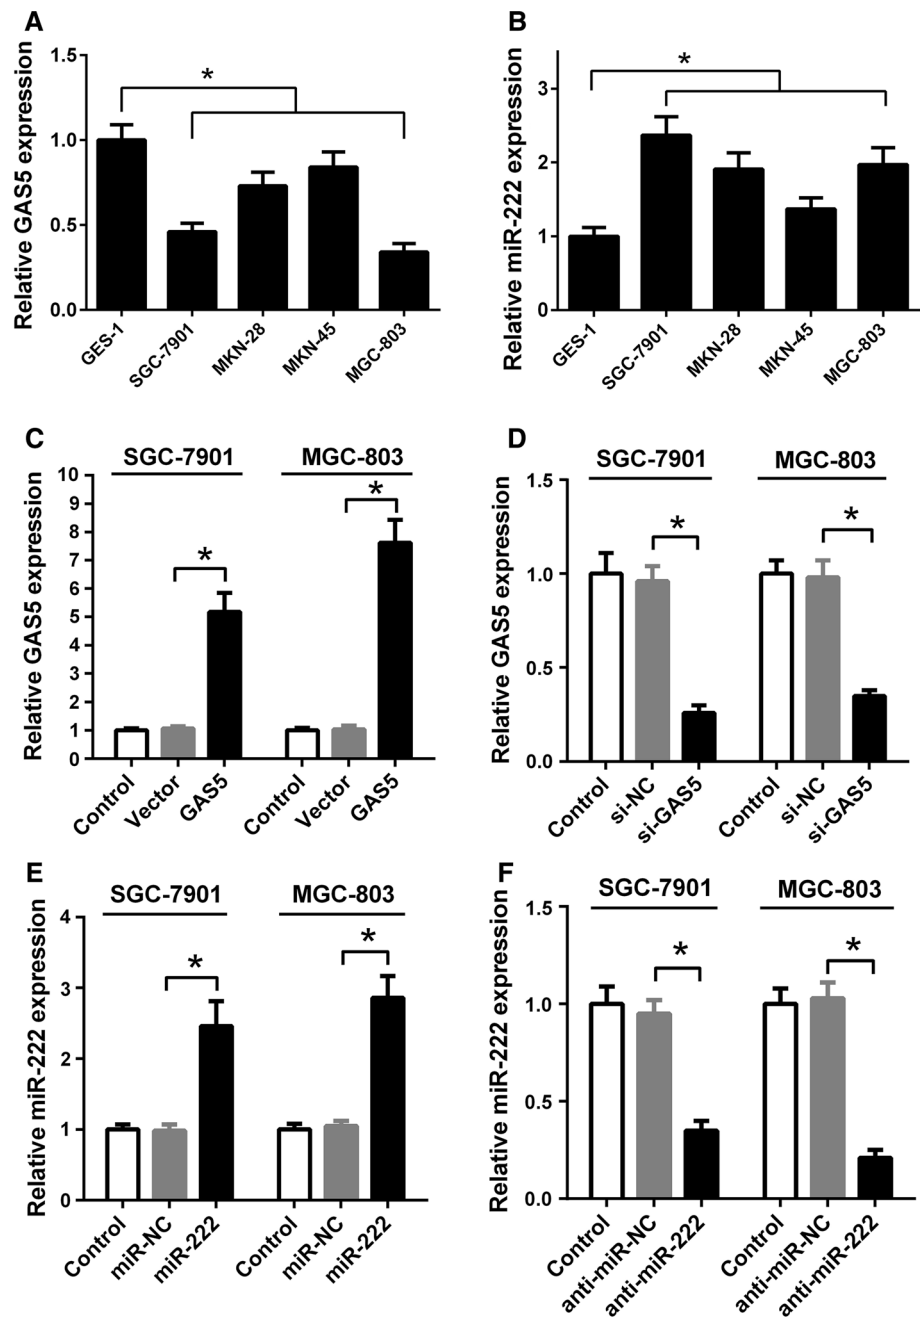 A
Relative GAS5 expression
1.5
1.0
0.5
0.0
*
GES-1
SGC-7901
MKN-28
MKN-45
MGC-803
B
Relative miR-222 expression
3
2
1
0
*
GES-1
SGC-7901
MKN-28
MKN-45
MGC-803
C
SGC-7901
MGC-803
Relative GAS5 expression
10
9
8
7
6
5
4
3
2
1
0
*
*
Control
Vector
GAS5
Control
Vector
GAS5
D
SGC-7901
MGC-803
Relative GAS5 expression
1.5
1.0
0.5
0.0
*
*
Control
si-NC
si-GAS5
Control
si-NC
si-GAS5
E
SGC-7901
MGC-803
Relative miR-222 expression
4
3
2
1
0
*
*
Control
miR-NC
miR-222
Control
miR-NC
miR-222
F
SGC-7901
MGC-803
Relative miR-222 expression
1.5
1.0
0.5
0.0
*
*
Control
anti-miR-NC
anti-miR-222
Control
anti-miR-NC
anti-miR-222